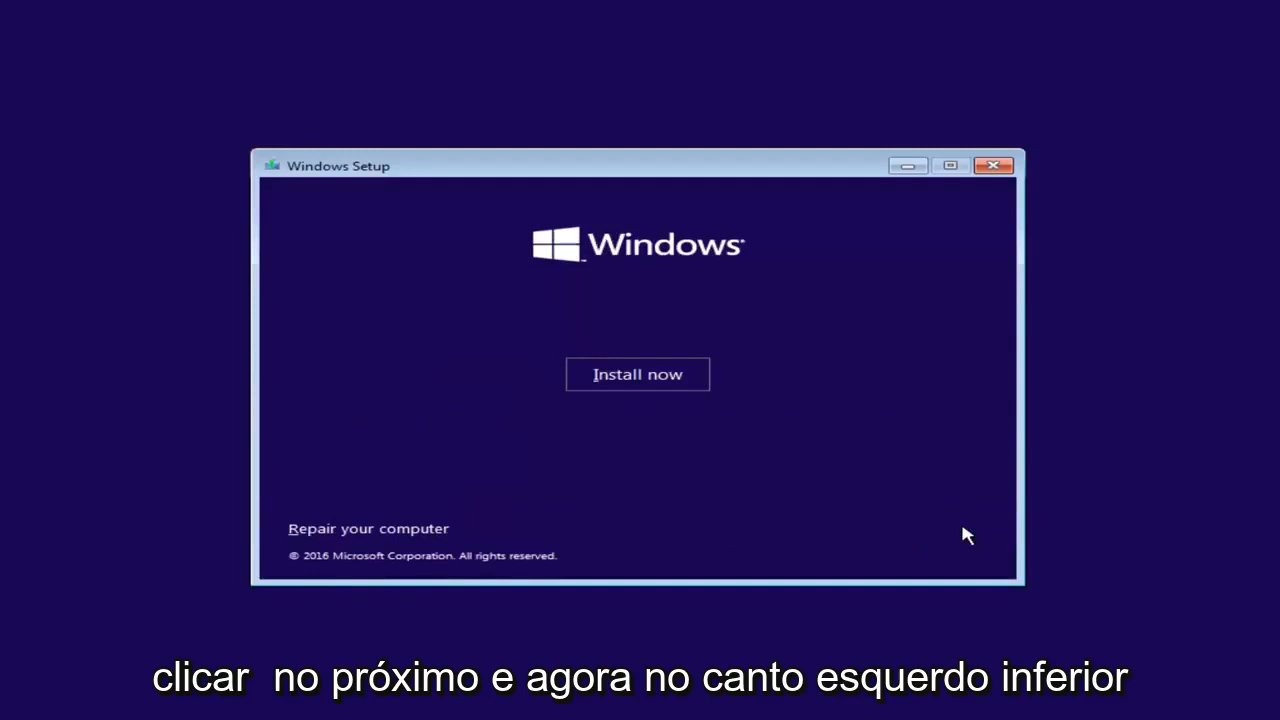 Windows Setup
Windows
Install now
Repair your computer
© 2016 Microsoft Corporation. All rights reserved.
clicar no próximo e agora no canto esquerdo inferior